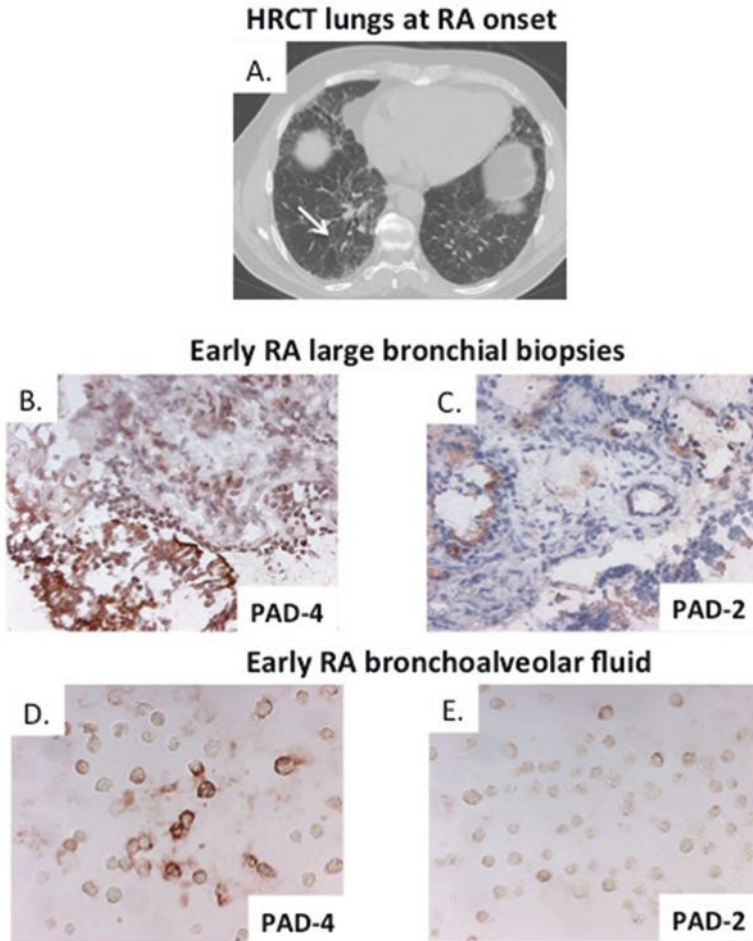 HRCT lungs at RA onset
A.
Early RA large bronchial biopsies
B.
C.
PAD-4
PAD-2
Early RA bronchoalveolar fluid
D.
E.
PAD-4
PAD-2